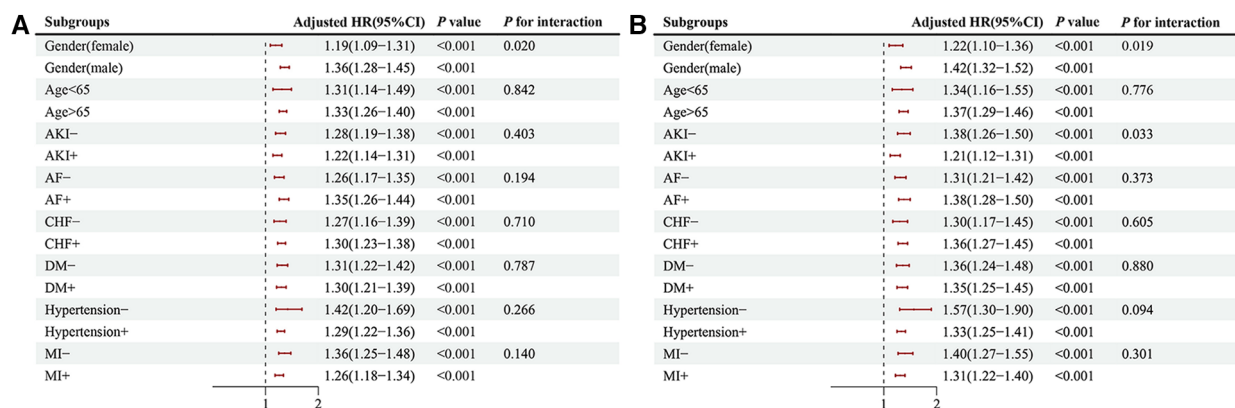 A
Subgroups Adjusted HR(95%CI) P value P for interaction
Gender(female) 1.19(1.09−1.31) <0.001 0.020
Gender(male) 1.36(1.28−1.45) <0.001
Age<65 1.31(1.14−1.49) <0.001 0.842
Age>65 1.33(1.26−1.40) <0.001
AKI− 1.28(1.19−1.38) <0.001 0.403
AKI+ 1.22(1.14−1.31) <0.001
AF− 1.26(1.17−1.35) <0.001 0.194
AF+ 1.35(1.26−1.44) <0.001
CHF− 1.27(1.16−1.39) <0.001 0.710
CHF+ 1.30(1.23−1.38) <0.001
DM− 1.31(1.22−1.42) <0.001 0.787
DM+ 1.30(1.21−1.39) <0.001
Hypertension− 1.42(1.20−1.69) <0.001 0.266
Hypertension+ 1.29(1.22−1.36) <0.001
MI− 1.36(1.25−1.48) <0.001 0.140
MI+ 1.26(1.18−1.34) <0.001
1 2
B
Subgroups Adjusted HR(95%CI) P value P for interaction
Gender(female) 1.22(1.10−1.36) <0.001 0.019
Gender(male) 1.42(1.32−1.52) <0.001
Age<65 1.34(1.16−1.55) <0.001 0.776
Age>65 1.37(1.29−1.46) <0.001
AKI− 1.38(1.26−1.50) <0.001 0.033
AKI+ 1.21(1.12−1.31) <0.001
AF− 1.31(1.21−1.42) <0.001 0.373
AF+ 1.38(1.28−1.50) <0.001
CHF− 1.30(1.17−1.45) <0.001 0.605
CHF+ 1.36(1.27−1.45) <0.001
DM− 1.36(1.24−1.48) <0.001 0.880
DM+ 1.35(1.25−1.45) <0.001
Hypertension− 1.57(1.30−1.90) <0.001 0.094
Hypertension+ 1.33(1.25−1.41) <0.001
MI− 1.40(1.27−1.55) <0.001 0.301
MI+ 1.31(1.22−1.40) <0.001
1 2